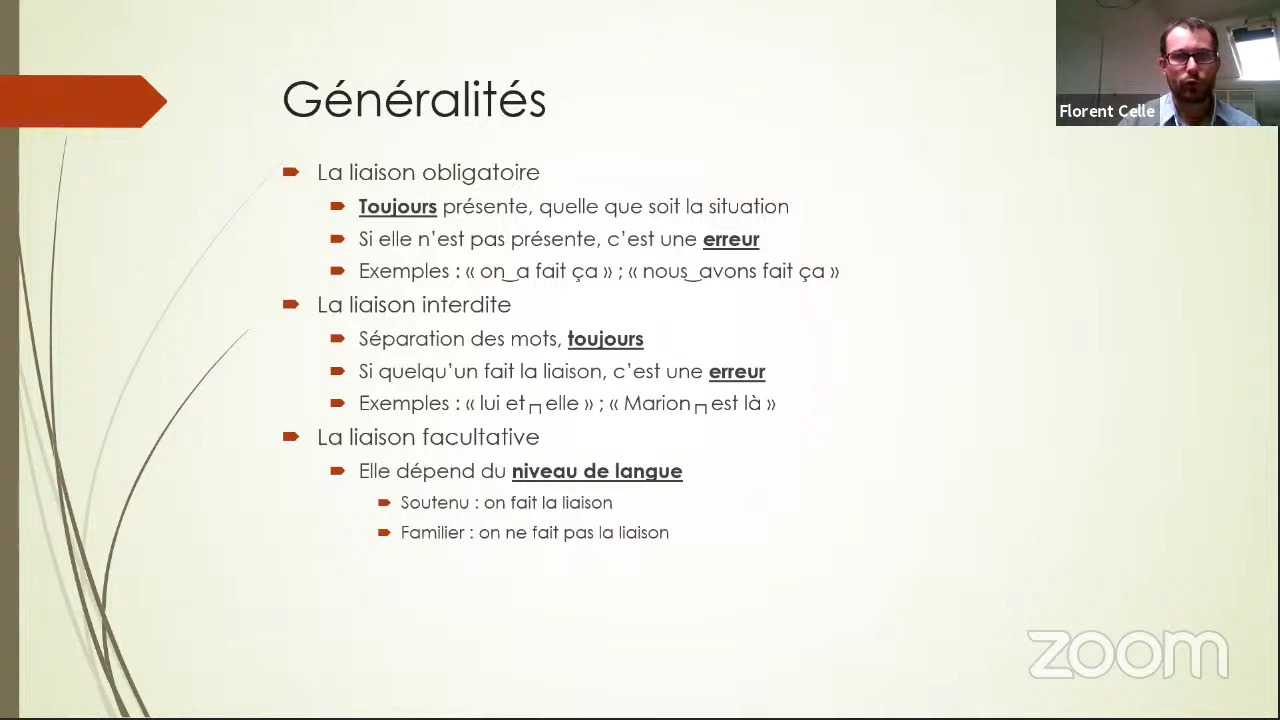 Généralités
La liaison obligatoire
Toujours présente, quelle que soit la situation
Si elle n’est pas présente, c’est une erreur
Exemples : « on‿a fait ça » ; « nous‿avons fait ça »
La liaison interdite
Séparation des mots, toujours
Si quelqu’un fait la liaison, c’est une erreur
Exemples : « lui et┌┐elle » ; « Marion┌┐est là »
La liaison facultative
Elle dépend du niveau de langue
Soutenu : on fait la liaison
Familier : on ne fait pas la liaison
Florent Celle
zoom